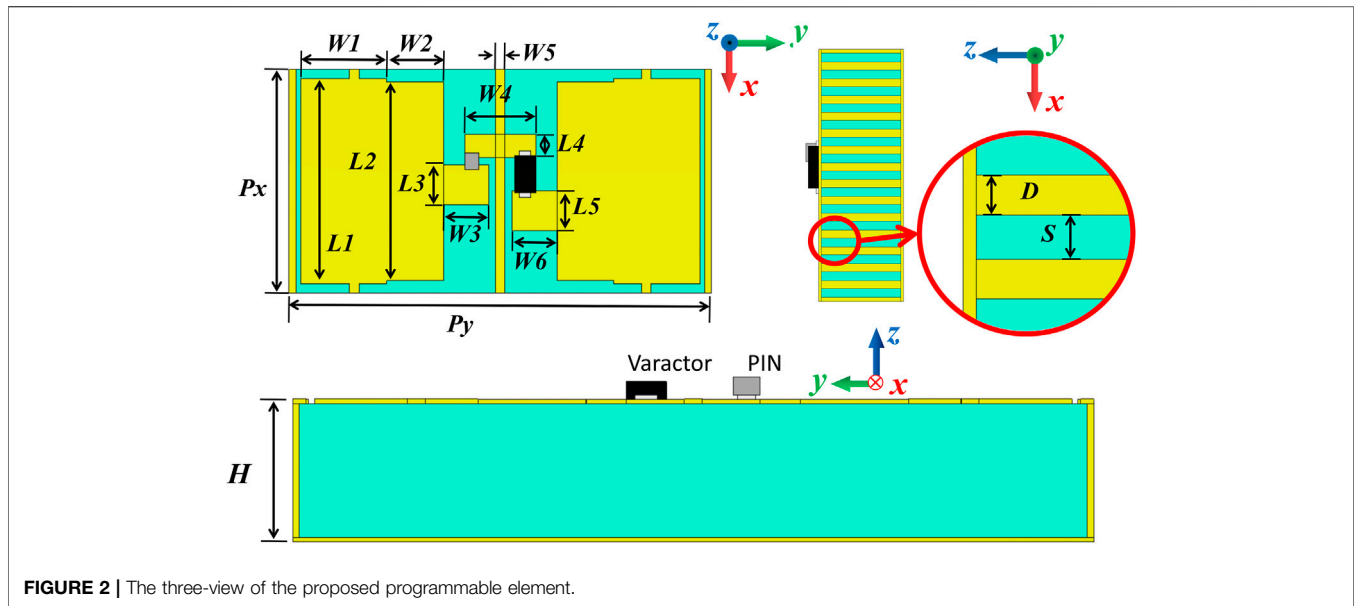 W1
W2
W5
z
y
x
W4
L4
L2
L3
Px
L1
W3
L5
W6
Py
z
y
x
D
S
Varactor
PIN
z
y
x
H
FIGURE 2 | The three-view of the proposed programmable element.